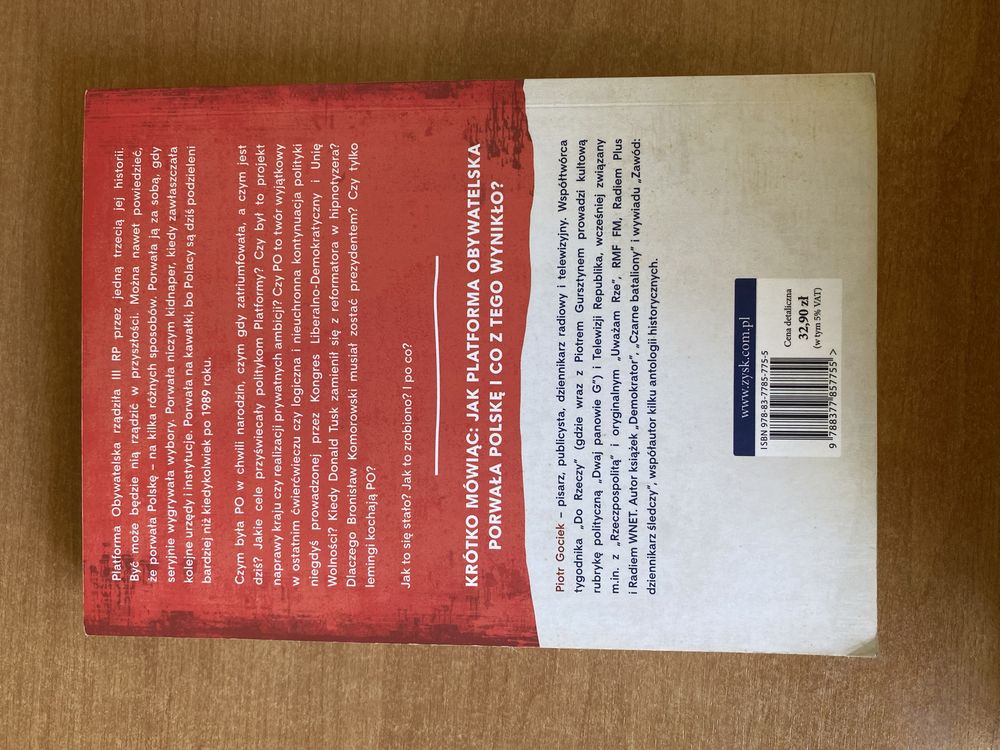 Platforma Obywatelska rządziła III RP przez jedną trzecią jej historii.
Być może będzie nią rządzić w przyszłości. Można nawet powiedzieć,
że porwała Polskę – na kilka różnych sposobów. Porwała ją za sobą, gdy
seryjnie wygrywała wybory. Porwała niczym kidnaper, kiedy zawłaszczała
kolejne urzędy i instytucje. Porwała na kawałki, bo Polacy są dziś podzieleni
bardziej niż kiedykolwiek po 1989 roku.
Czym była PO w chwili narodzin, czym gdy zatriumfowała, a czym jest
dziś? Jakie cele przyświecały politykom Platformy? Czy był to projekt
naprawy kraju czy realizacji prywatnych ambicji? Czy PO to twór wyjątkowy
w ostatnim ćwierćwieczu czy logiczna i nieuchronna kontynuacja polityki
niegdyś prowadzonej przez Kongres Liberalno-Demokratyczny i Unię
Wolności? Kiedy Donald Tusk zamienił się z reformatora w hipnotyzera?
Dlaczego Bronisław Komorowski musiał zostać prezydentem? Czy tylko
lemingi kochają PO?
Jak to się stało? Jak to zrobiono? I po co?
KRÓTKO MÓWIĄC: JAK PLATFORMA OBYWATELSKA
PORWAŁA POLSKĘ I CO Z TEGO WYNIKŁO?
Piotr Gociek – pisarz, publicysta, dziennikarz radiowy i telewizyjny. Współtwórca
tygodnika „Do Rzeczy” (gdzie wraz z Piotrem Gursztynem prowadzi kultową
rubrykę polityczną „Dwaj panowie G”) i Telewizji Republika, wcześniej związany
m.in. z „Rzeczpospolitą” i oryginalnym „Uważam Rze”, RMF FM, Radiem Plus
i Radiem WNET. Autor książek „Demokrator”, „Czarne bataliony” i wywiadu „Zawód:
dziennikarz śledczy”, współautor kilku antologii historycznych.
www.zysk.com.pl
ISBN 978-83-7785-775-5
9 788377 857755 >
Cena detaliczna
32,90 zł
(w tym 5% VAT)